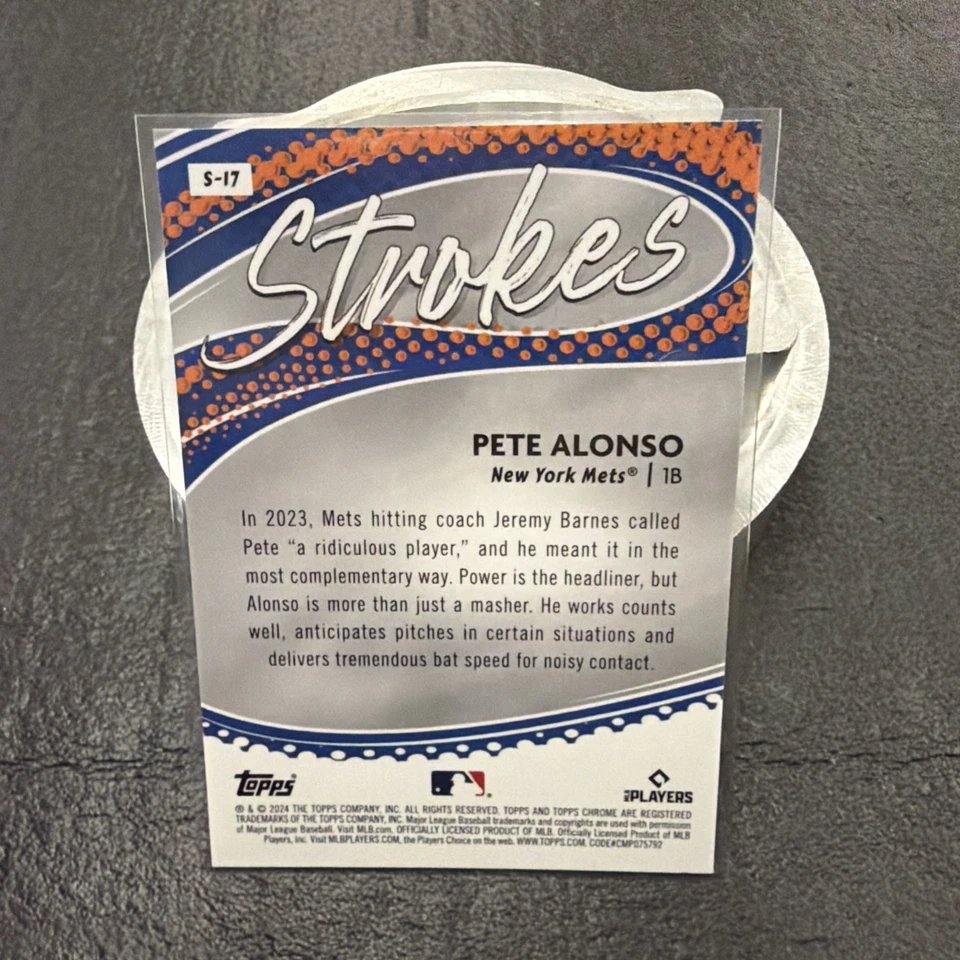 S-17
Strokes
PETE ALONSO
New York Mets® | 1B
In 2023, Mets hitting coach Jeremy Barnes called
Pete “a ridiculous player,” and he meant it in the
most complementary way. Power is the headliner, but
Alonso is more than just a masher. He works counts
well, anticipates pitches in certain situations and
delivers tremendous bat speed for noisy contact.
Topps® ® MLB PLAYERS
® & © 2024 THE TOPPS COMPANY, INC. ALL RIGHTS RESERVED. TOPPS AND TOPPS CHROME ARE REGISTERED
TRADEMARKS OF THE TOPPS COMPANY, INC. Major League Baseball trademarks and copyrights are used with permission
of Major League Baseball. Visit MLB.com. OFFICIALLY LICENSED PRODUCT OF MLB. Officially Licensed Product of MLB
Players, Inc. Visit MLBPLAYERS.COM, the Players Choice on the web. WWW.TOPPS.COM. CODE#CMP075792